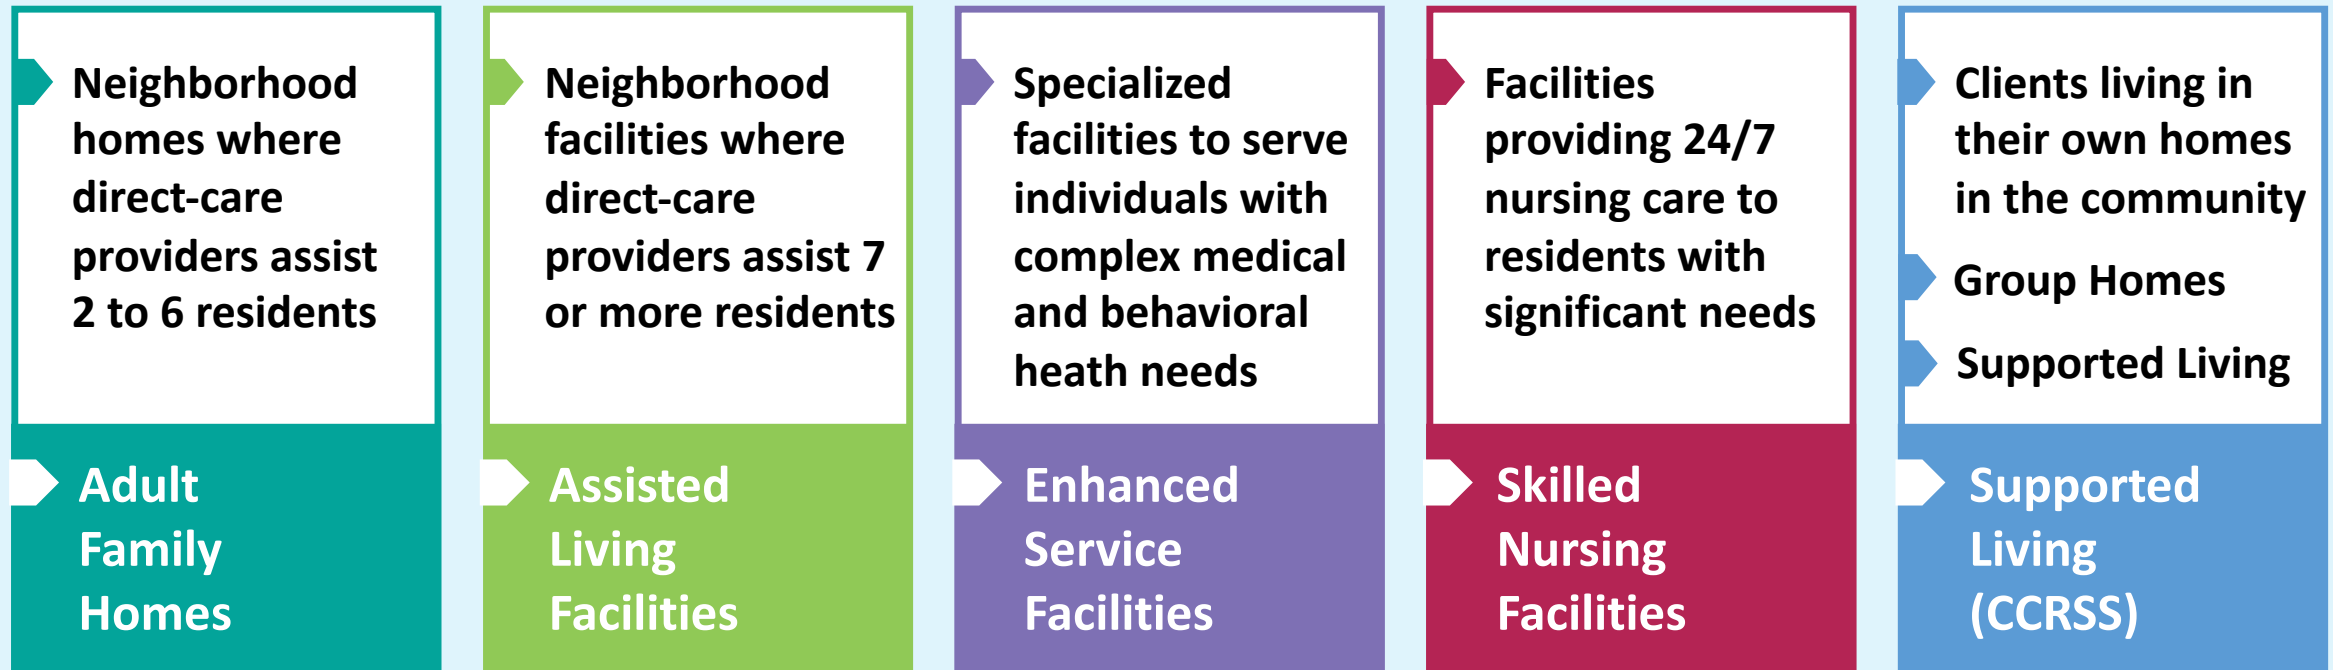 Neighborhood
homes where
direct-care
providers assist
2 to 6 residents
Adult
Family
Homes
Neighborhood
facilities where
direct-care
providers assist 7
or more residents
Assisted
Living
Facilities
Specialized
facilities to serve
individuals with
complex medical
and behavioral
heath needs
Enhanced
Service
Facilities
Facilities
providing 24/7
nursing care to
residents with
significant needs
Skilled
Nursing
Facilities
Clients living in
their own homes
in the community
Group Homes
Supported Living
Supported
Living
(CCRSS)